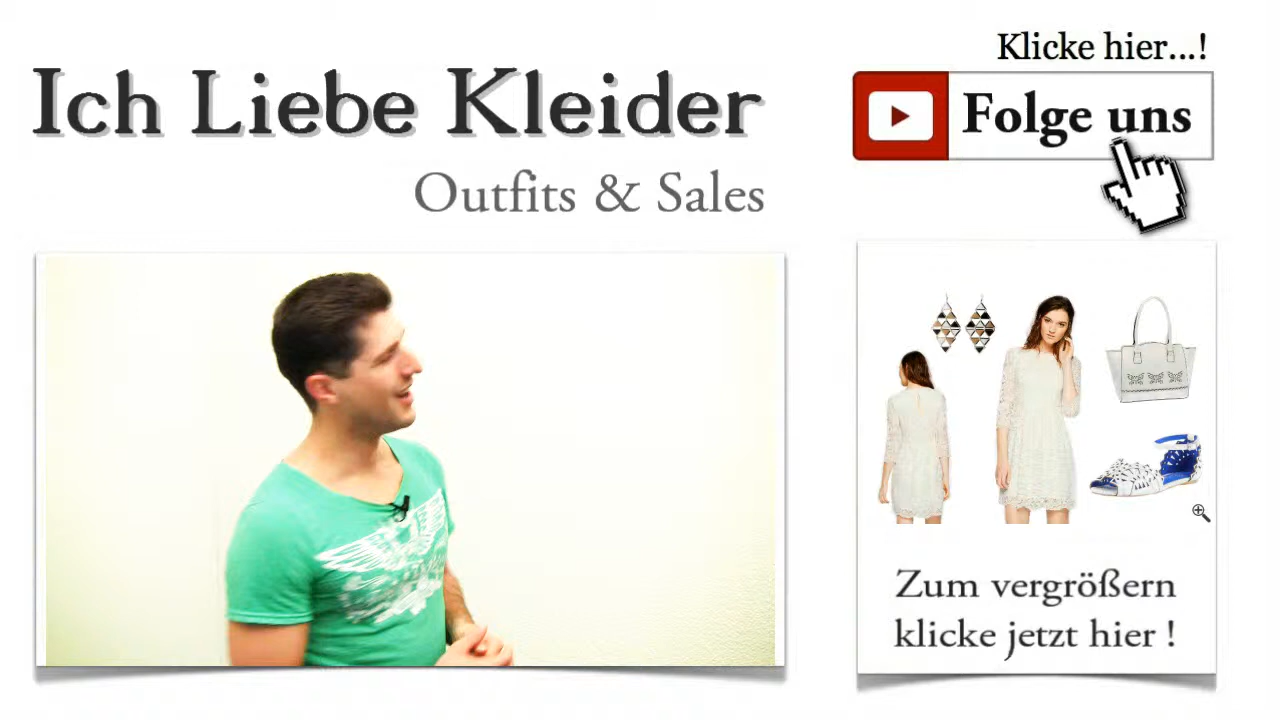 Ich Liebe Kleider
Outfits & Sales
Klicke hier...!
Folge uns
Zum vergrößern
klicke jetzt hier !